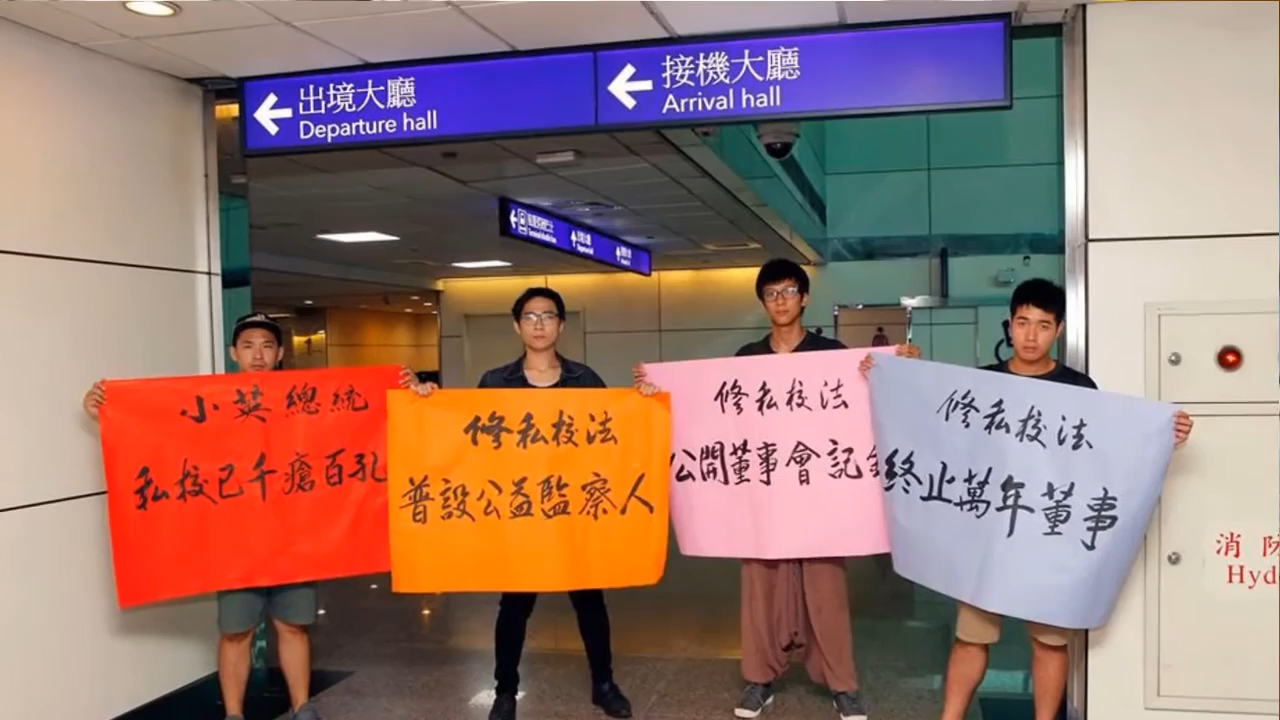 出境大廳
Departure hall
接機大廳
Arrival hall
小英總統
私校已千瘡百孔
修私校法
普設公益監察人
修私校法
公開董事會記
修私校法
終止萬年董事
消防
Hyd